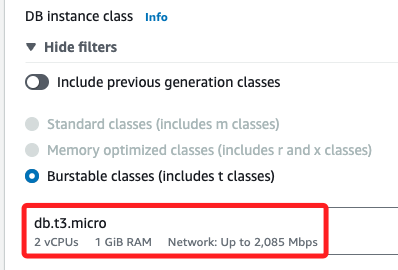 DB instance class Info
Hide filters
Include previous generation classes
Standard classes (includes m classes)
Memory optimized classes (includes r and x classes)
Burstable classes (includes t classes)
db.t3.micro
2 vCPUs 1 GiB RAM Network: Up to 2,085 Mbps